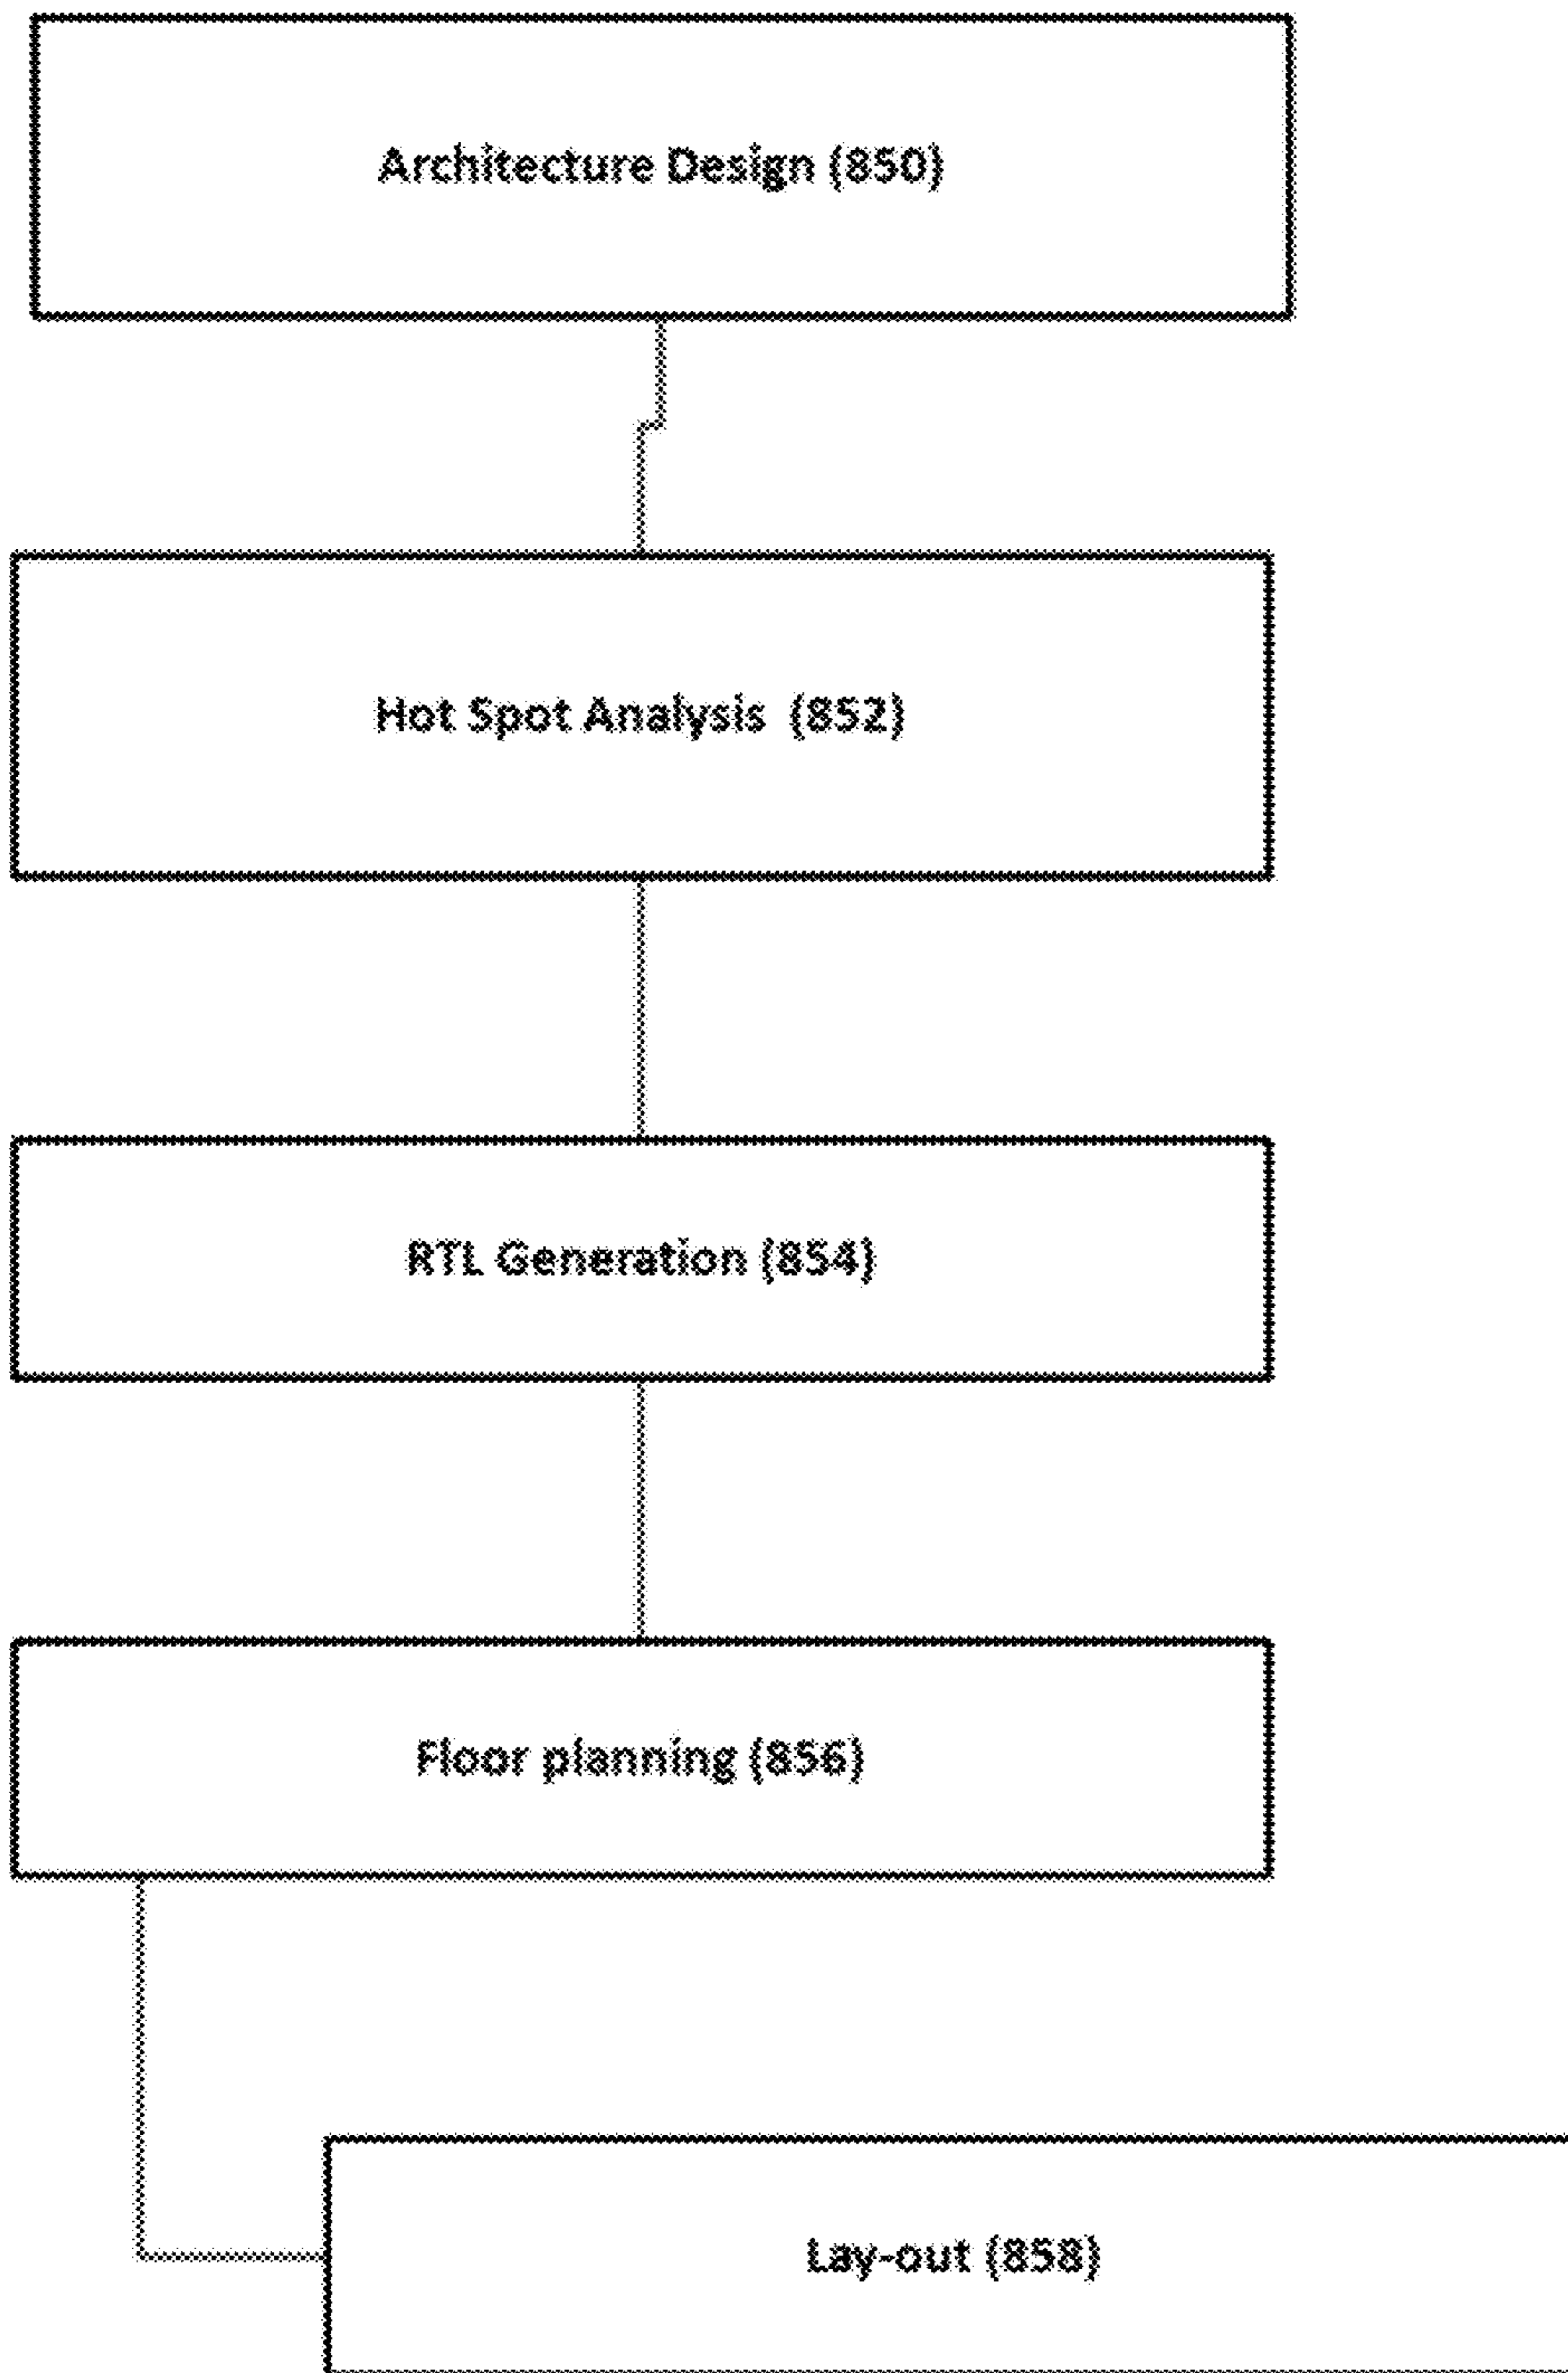 Architecture Design (850)
Hot Spot Analysis (852)
RTL Generation (854)
Floor planning (856)
Lay-out (858)